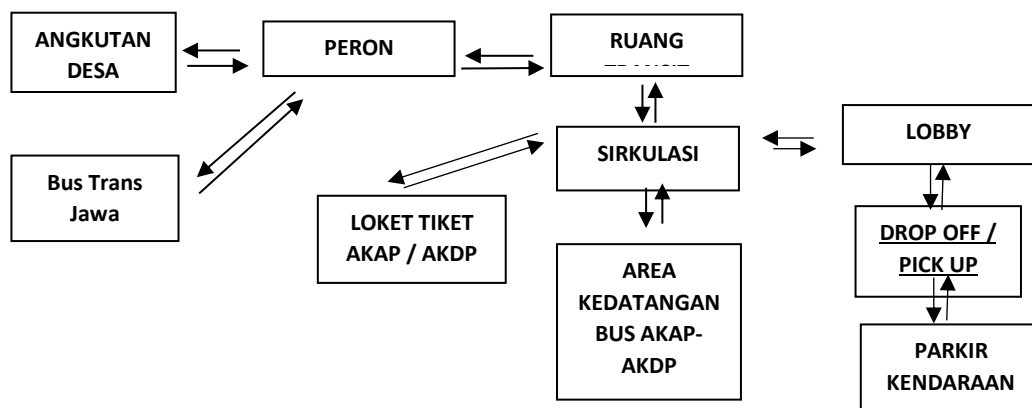 ANGKUTAN
DESA
PERON
RUANG
Bus Trans
Jawa
LOKET TIKET
AKAP / AKDP
SIRKULASI
AREA
KEDATANGAN
BUS AKAP-
AKDP
LOBBY
DROP OFF /
PICK UP
PARKIR
KENDARAAN